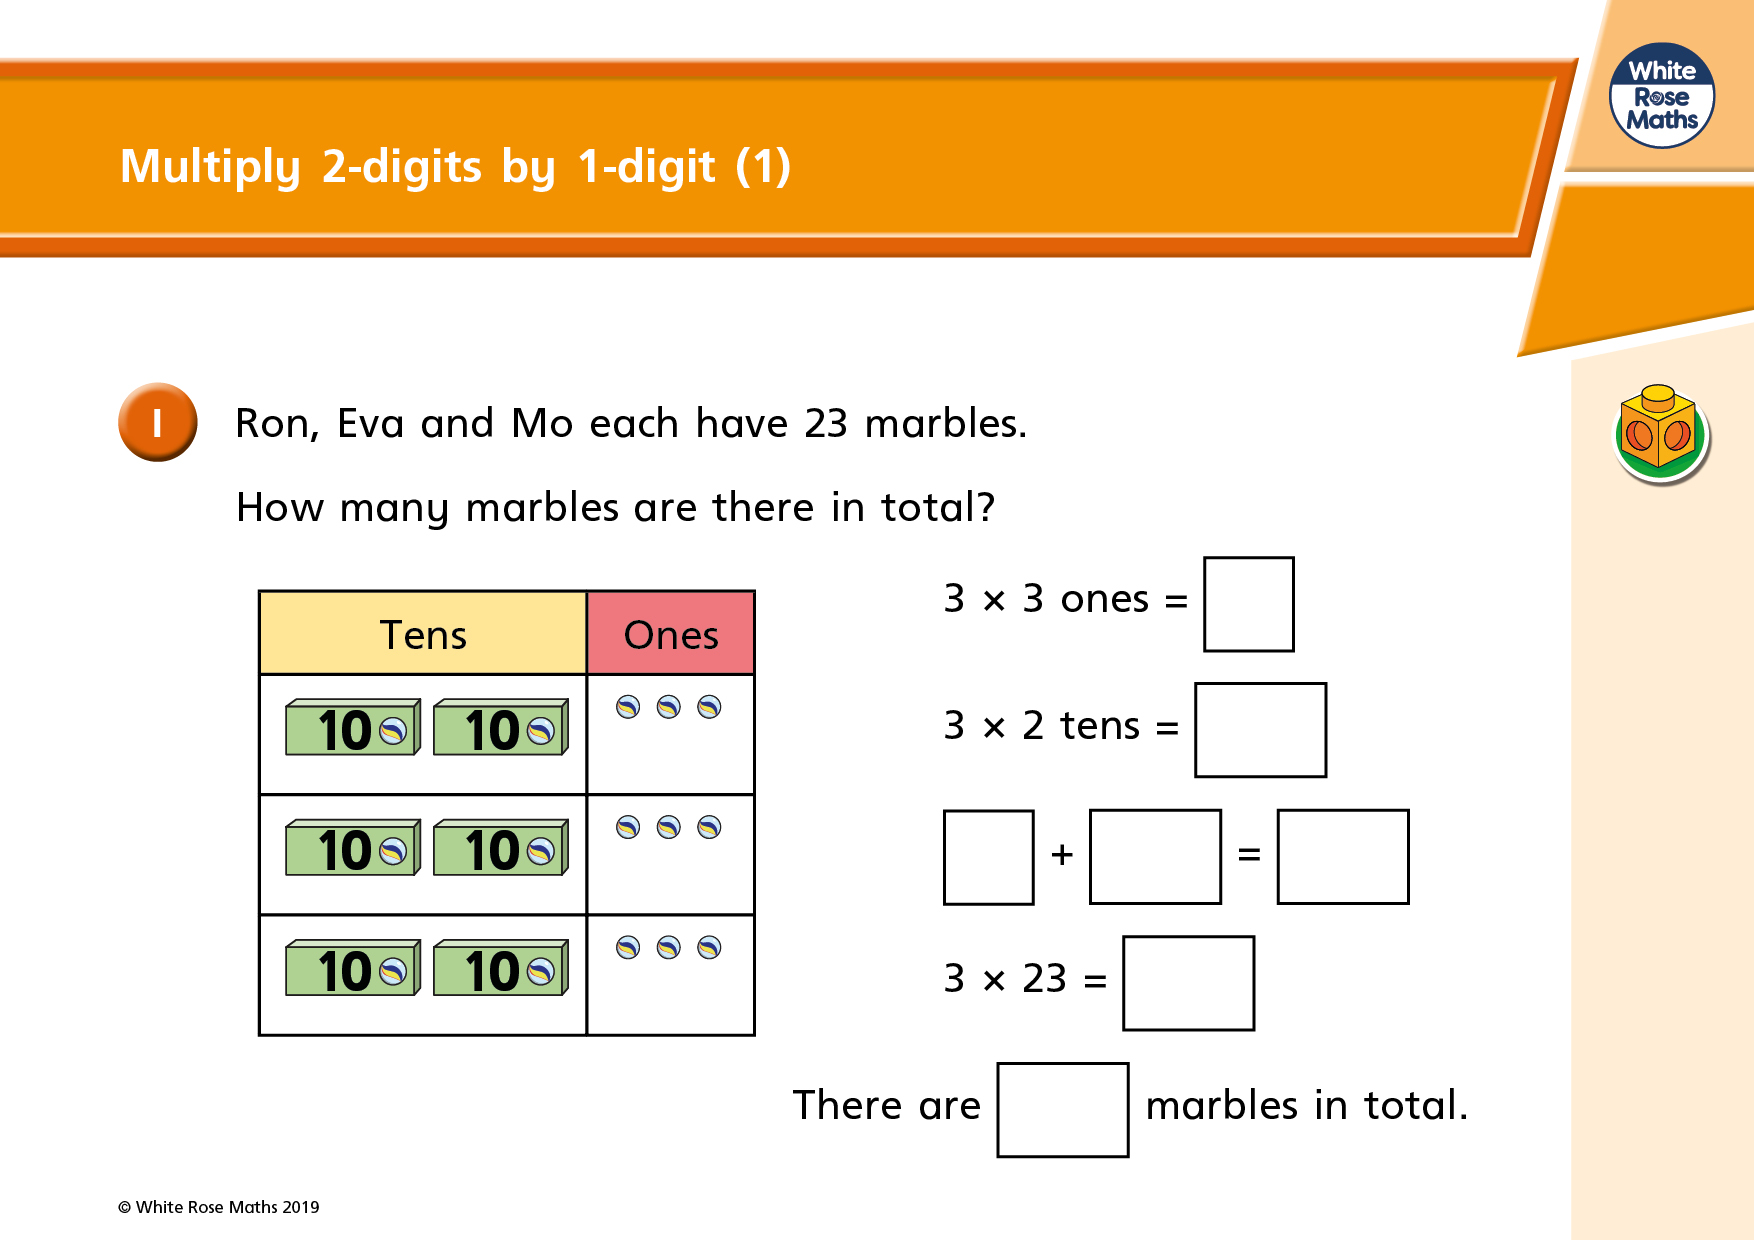 White
Rose
Maths
Multiply 2-digits by 1-digit (1)
1 Ron, Eva and Mo each have 23 marbles.
How many marbles are there in total?
Tens Ones
10 10
10 10
10 10
3 × 3 ones =
3 × 2 tens =
+ =
3 × 23 =
There are marbles in total.
© White Rose Maths 2019